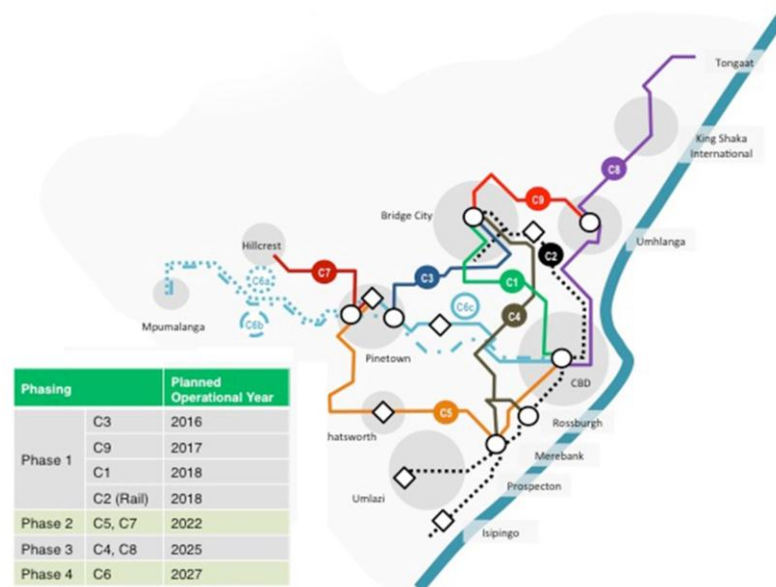 Tongaat
King Shaka
International
C8
C9
Bridge City
Umhlanga
Hillcrest
C2
C7
C3
C1
C6a
C6c
Mpumalanga
C6b
C4
Pinetown
CBD
Phasing Planned Operational Year
Phase 1 C3 2016
C9 2017
C1 2018
C2 (Rail) 2018
Phase 2 C5, C7 2022
Phase 3 C4, C8 2025
Phase 4 C6 2027
hatsworth
C5
Rossburgh
Merebank
Umlazi
Prospecton
Isipingo